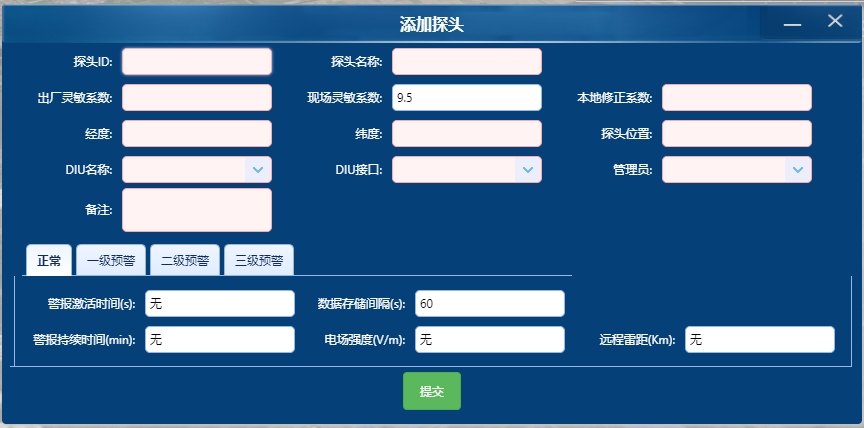 添加探头
探头ID: 探头名称:
出厂灵敏系数: 现场灵敏系数: 9.5 本地修正系数:
经度: 纬度: 探头位置:
DIU名称: DIU接口: 管理员:
备注:
正常 一级预警 二级预警 三级预警
警报激活时间(s): 无 数据存储间隔(s): 60
警报持续时间(min): 无 电场强度(V/m): 无 远程雷距(Km): 无
提交